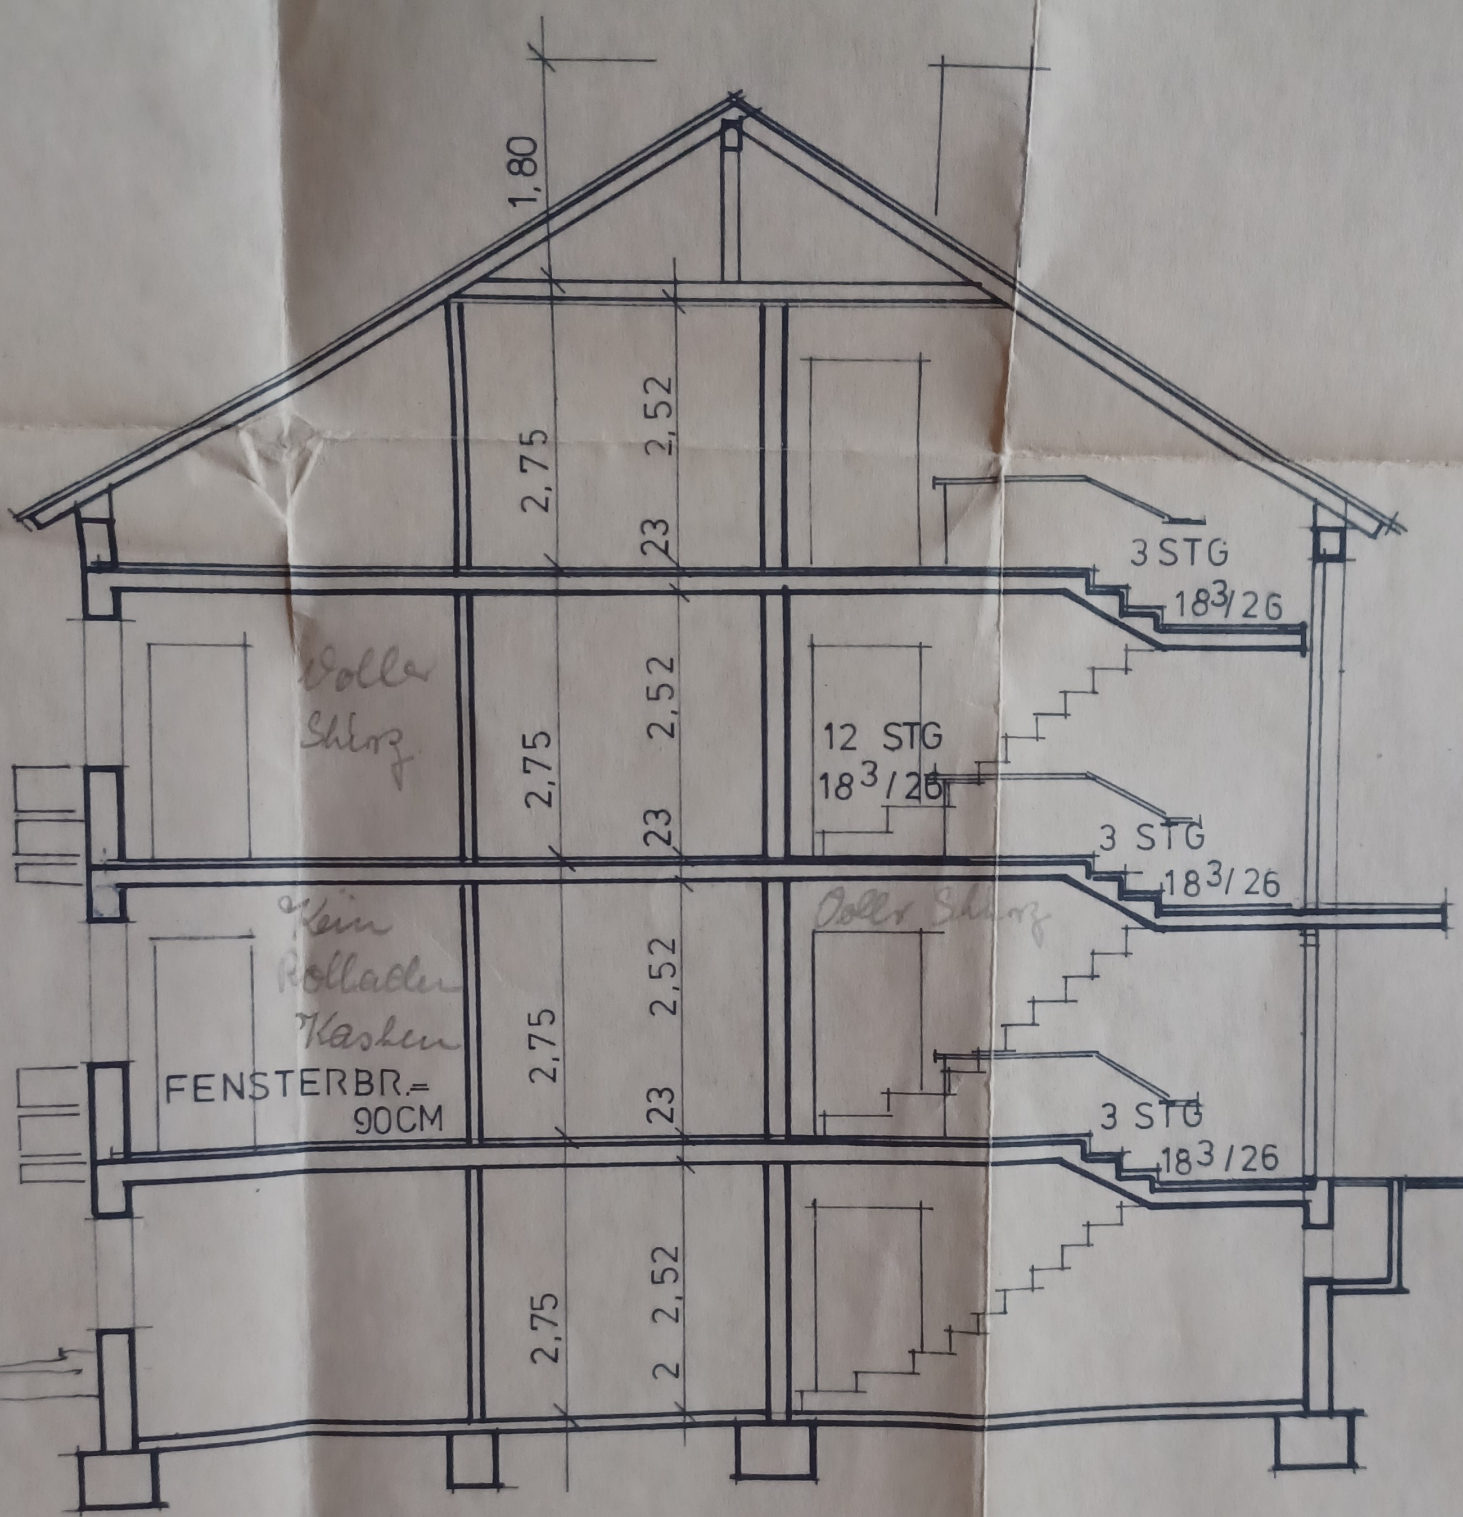 1,80
2,75
2,52
23
3 STG
18³/26
Voller
Sturz
2,75
2,52
23
12 STG
18³/26
3 STG
18³/26
Kein
Rolladen
Kasten
Voller Sturz
FENSTERBR.=
90CM
2,75
2,52
23
3 STG
18³/26
2,75
2,52
2